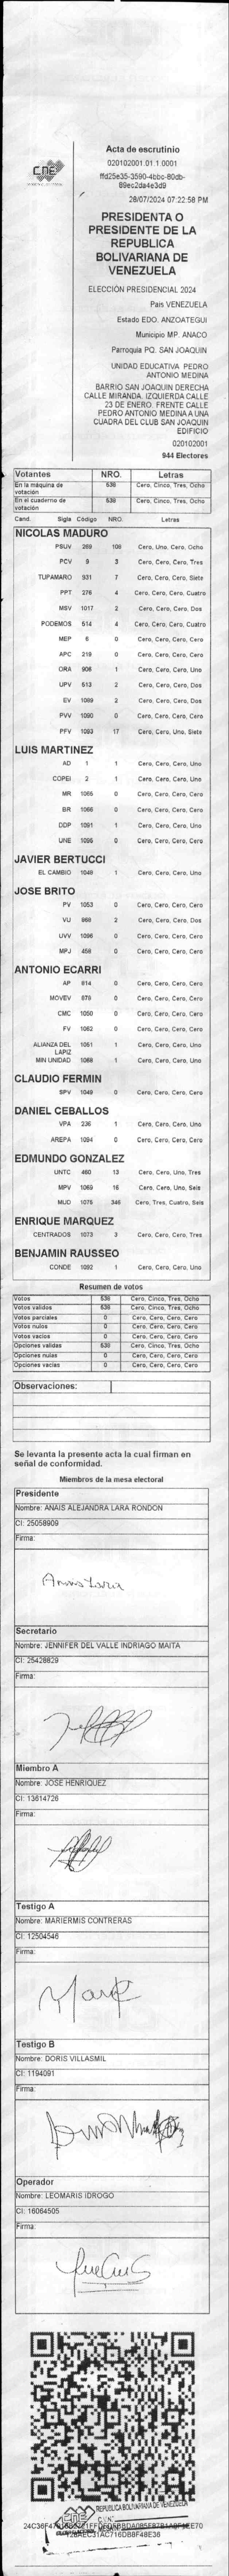 CNE
Acta de escrutinio
020102001.01.1.0001
ffd25e35-3590-4bbc-80db-
89ec2da4e3d9
28/07/2024 07:22:58 PM
PRESIDENTA O
PRESIDENTE DE LA
REPUBLICA
BOLIVARIANA DE
VENEZUELA
ELECCIÓN PRESIDENCIAL 2024
Pais VENEZUELA
Estado EDO. ANZOATEGUI
Municipio MP. ANACO
Parroquia PQ. SAN JOAQUIN
UNIDAD EDUCATIVA PEDRO
ANTONIO MEDINA
BARRIO SAN JOAQUIN DERECHA
CALLE MIRANDA. IZQUIERDA CALLE
23 DE ENERO. FRENTE CALLE
PEDRO ANTONIO MEDINA A UNA
CUADRA DEL CLUB SAN JOAQUIN
EDIFICIO
020102001
944 Electores
Votantes NRO. Letras
En la máquina de votación 538 Cero, Cinco, Tres, Ocho
En el cuaderno de votación 538 Cero, Cinco, Tres, Ocho
Cand. Sigla Código NRO. Letras
NICOLAS MADURO
PSUV 269 108 Cero, Uno, Cero, Ocho
PCV 9 3 Cero, Cero, Cero, Tres
TUPAMARO 931 7 Cero, Cero, Cero, Siete
PPT 276 4 Cero, Cero, Cero, Cuatro
MSV 1017 2 Cero, Cero, Cero, Dos
PODEMOS 514 4 Cero, Cero, Cero, Cuatro
MEP 6 0 Cero, Cero, Cero, Cero
APC 219 0 Cero, Cero, Cero, Cero
ORA 906 1 Cero, Cero, Cero, Uno
UPV 613 2 Cero, Cero, Cero, Dos
EV 1089 2 Cero, Cero, Cero, Dos
PVV 1090 0 Cero, Cero, Cero, Cero
PFV 1093 17 Cero, Cero, Uno, Siete
LUIS MARTINEZ
AD 1 1 Cero, Cero, Cero, Uno
COPEI 2 1 Cero, Cero, Cero, Uno
MR 1065 0 Cero, Cero, Cero, Cero
BR 1066 0 Cero, Cero, Cero, Cero
DDP 1091 1 Cero, Cero, Cero, Uno
UNE 1095 0 Cero, Cero, Cero, Cero
JAVIER BERTUCCI
EL CAMBIO 1048 1 Cero, Cero, Cero, Uno
JOSE BRITO
PV 1053 0 Cero, Cero, Cero, Cero
VU 868 2 Cero, Cero, Cero, Dos
UVV 1096 0 Cero, Cero, Cero, Cero
MPJ 458 0 Cero, Cero, Cero, Cero
ANTONIO ECARRI
AP 814 0 Cero, Cero, Cero, Cero
MOVEV 878 0 Cero, Cero, Cero, Cero
CMC 1050 0 Cero, Cero, Cero, Cero
FV 1062 0 Cero, Cero, Cero, Cero
ALIANZA DEL LAPIZ 1051 1 Cero, Cero, Cero, Uno
MIN UNIDAD 1088 1 Cero, Cero, Cero, Uno
CLAUDIO FERMIN
SPV 1049 0 Cero, Cero, Cero, Cero
DANIEL CEBALLOS
VPA 236 1 Cero, Cero, Cero, Uno
AREPA 1094 0 Cero, Cero, Cero, Cero
EDMUNDO GONZALEZ
UNTC 460 13 Cero, Cero, Uno, Tres
MPV 1069 16 Cero, Cero, Uno, Seis
MUD 1075 346 Cero, Tres, Cuatro, Seis
ENRIQUE MARQUEZ
CENTRADOS 1073 3 Cero, Cero, Cero, Tres
BENJAMIN RAUSSEO
CONDE 1092 1 Cero, Cero, Cero, Uno
Resumen de votos
Votos 538 Cero, Cinco, Tres, Ocho
Votos validos 538 Cero, Cinco, Tres, Ocho
Votos parciales 0 Cero, Cero, Cero, Cero
Votos nulos 0 Cero, Cero, Cero, Cero
Votos vacios 0 Cero, Cero, Cero, Cero
Opciones validas 538 Cero, Cinco, Tres, Ocho
Opciones nulas 0 Cero, Cero, Cero, Cero
Opciones vacias 0 Cero, Cero, Cero, Cero
Observaciones:
Se levanta la presente acta la cual firman en
señal de conformidad.
Miembros de la mesa electoral
Presidente
Nombre: ANAIS ALEJANDRA LARA RONDON
CI: 25058909
Firma:
Secretario
Nombre: JENNIFER DEL VALLE INDRIAGO MAITA
CI: 25428829
Firma:
Miembro A
Nombre: JOSE HENRIQUEZ
CI: 13614726
Firma:
Testigo A
Nombre: MARIERMIS CONTRERAS
CI: 12504546
Firma:
Testigo B
Nombre: DORIS VILLASMIL
CI: 1194091
Firma:
Operador
Nombre: LEOMARIS IDROGO
CI: 16064505
Firma:
REPUBLICA BOLIVARIANA DE VENEZUELA
CNE